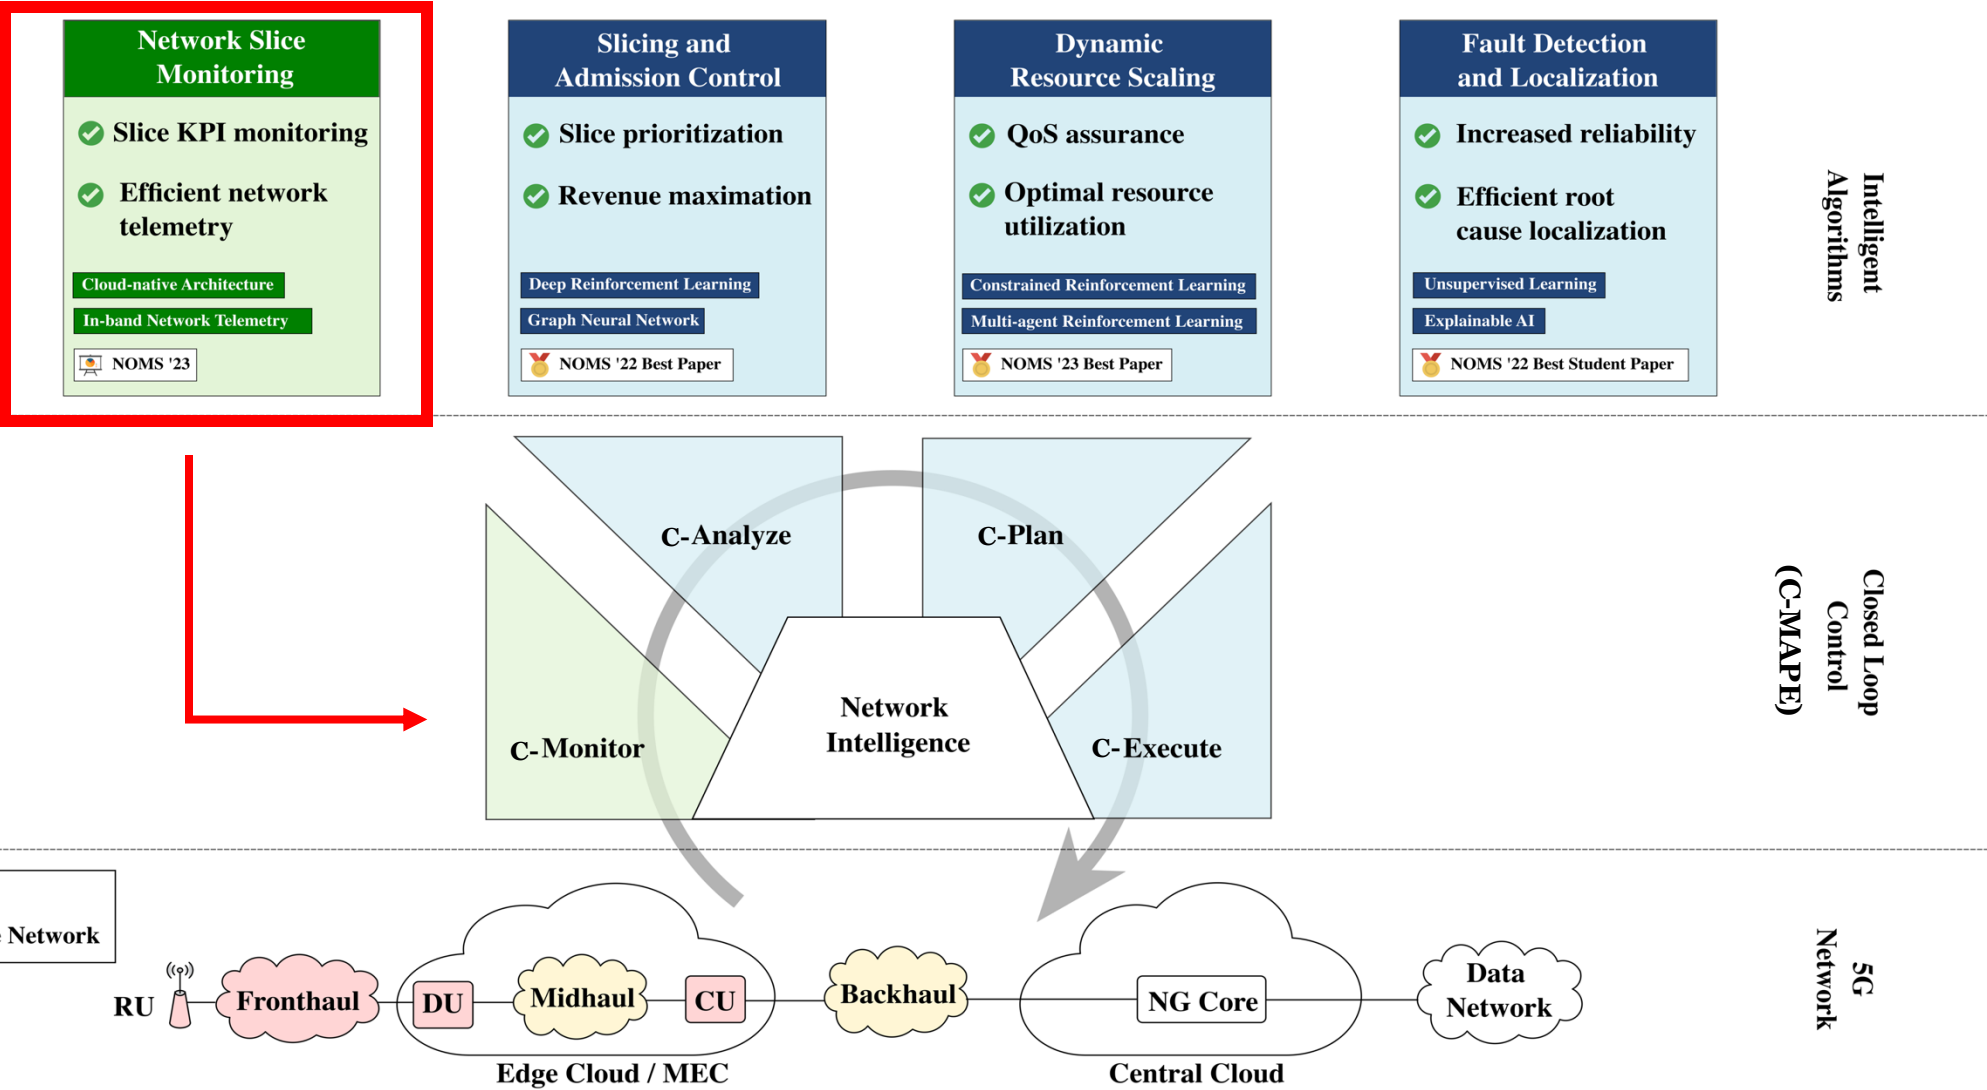 Network Slice
Monitoring
Slice KPI monitoring
Efficient network
telemetry
Cloud-native Architecture
In-band Network Telemetry
NOMS '23
Slicing and
Admission Control
Slice prioritization
Revenue maximation
Deep Reinforcement Learning
Graph Neural Network
NOMS '22 Best Paper
Dynamic
Resource Scaling
QoS assurance
Optimal resource
utilization
Constrained Reinforcement Learning
Multi-agent Reinforcement Learning
NOMS '23 Best Paper
Fault Detection
and Localization
Increased reliability
Efficient root
cause localization
Unsupervised Learning
Explainable AI
NOMS '22 Best Student Paper
Intelligent
Algorithms
C-Analyze
C-Plan
C-Monitor
Network
Intelligence
C-Execute
Closed Loop
Control
(C-MAPE)
Network
RU
Fronthaul
DU
Midhaul
CU
Backhaul
NG Core
Data
Network
Edge Cloud / MEC
Central Cloud
5G
Network